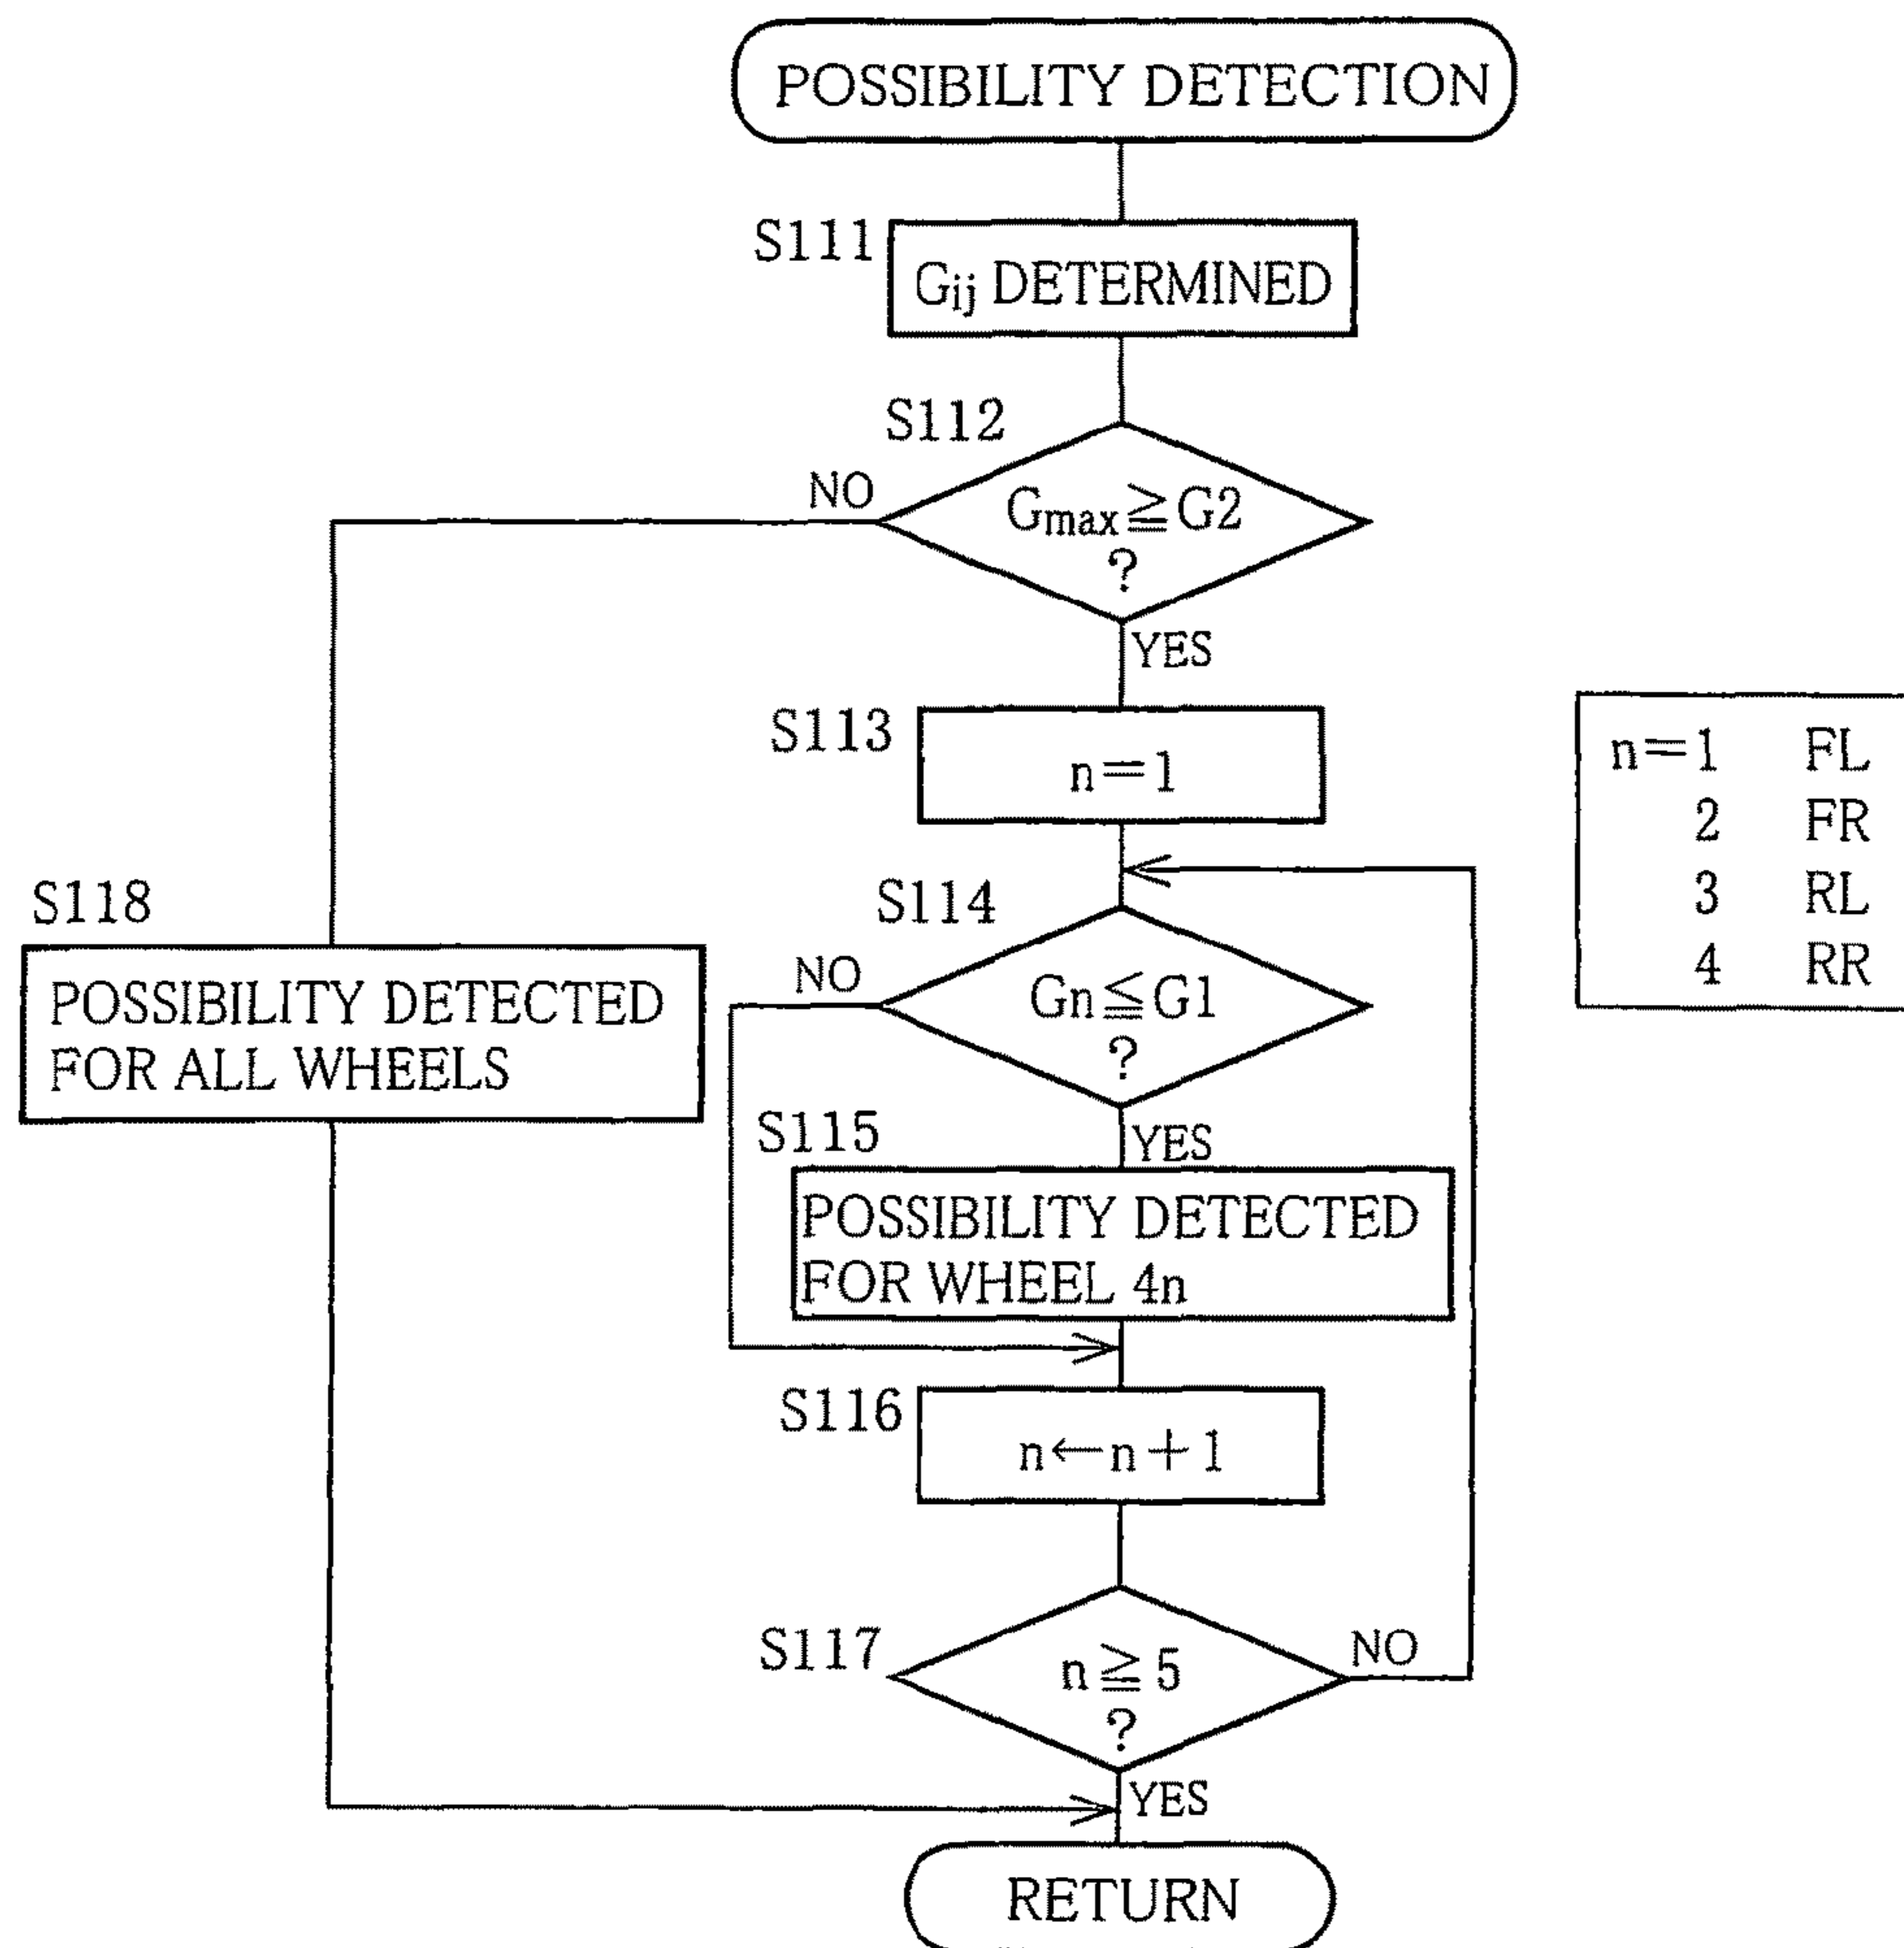 POSSIBILITY DETECTION
S111
Gij DETERMINED
S112
NO
Gmax≧G2
?
YES
S113
n=1
n=1 FL
2 FR
3 RL
4 RR
S118
POSSIBILITY DETECTED
FOR ALL WHEELS
S114
NO
Gn≦G1
?
YES
S115
POSSIBILITY DETECTED
FOR WHEEL 4n
S116
n←n+1
S117
n≧5
?
NO
YES
RETURN